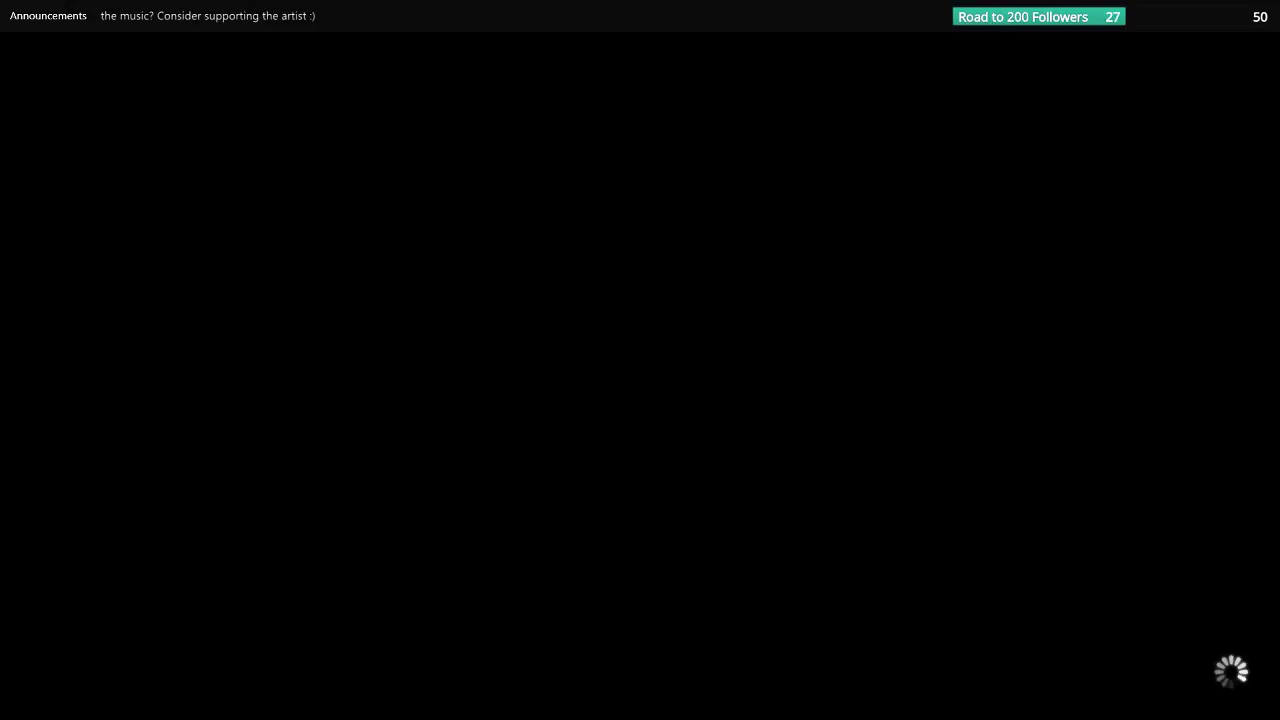 Announcements the music? Consider supporting the artist :)
Road to 200 Followers 27 50